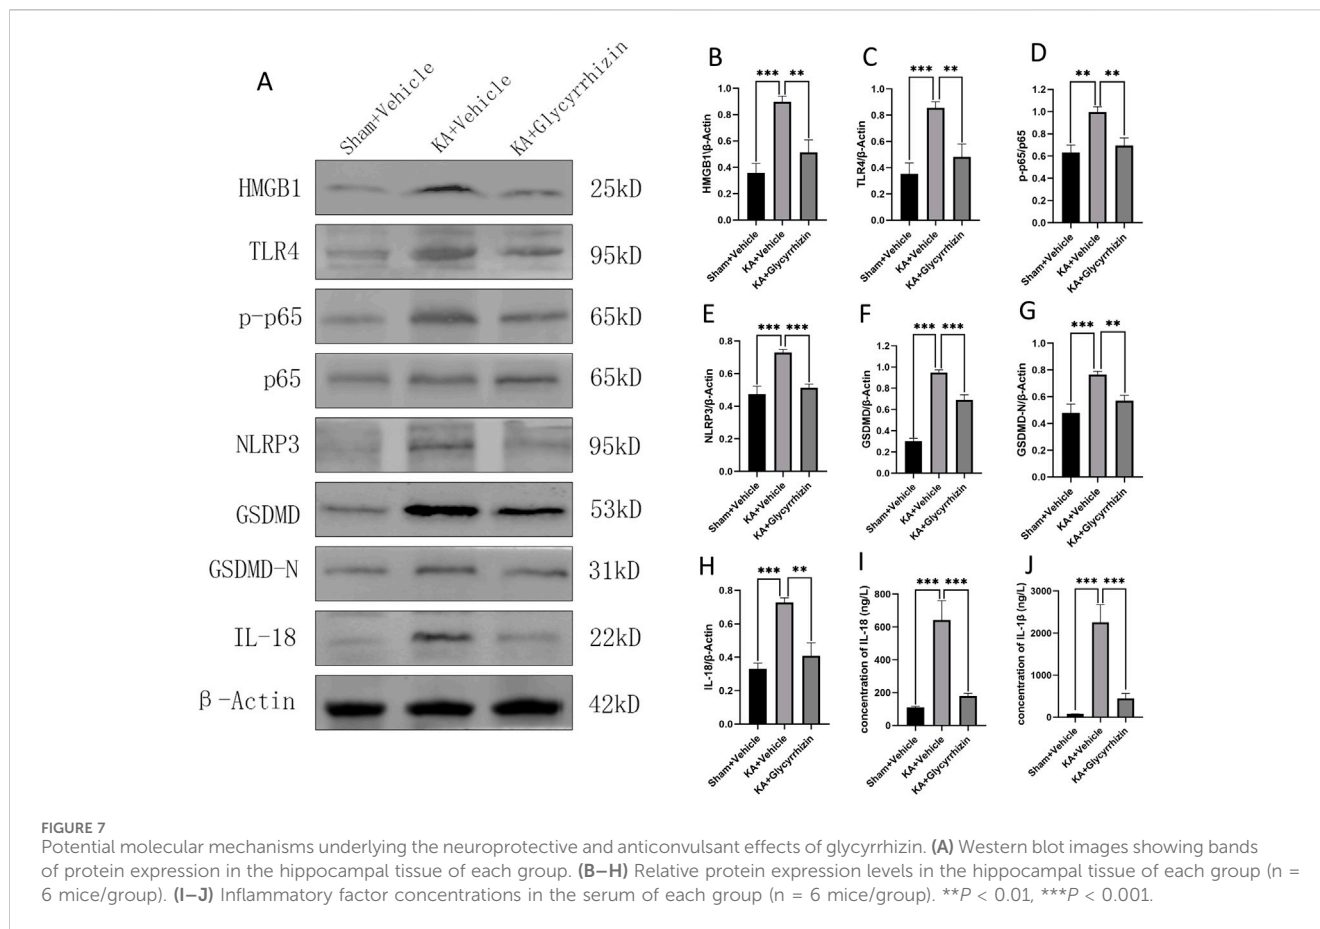 A
Sham+Vehicle
KA+Vehicle
KA+Glycyrrhizin
HMGB1 25kD
TLR4 95kD
p-p65 65kD
p65 65kD
NLRP3 95kD
GSDMD 53kD
GSDMD-N 31kD
IL-18 22kD
β-Actin 42kD
B
*** **
HMGB1\β-Actin
1.0
0.8
0.6
0.4
0.2
0.0
Sham+Vehicle
KA+Vehicle
KA+Glycyrrhizin
C
*** **
TLR4/β-Actin
1.0
0.8
0.6
0.4
0.2
0.0
Sham+Vehicle
KA+Vehicle
KA+Glycyrrhizin
D
** **
p-p65/p65
1.2
1.0
0.8
0.6
0.4
0.2
0.0
Sham+Vehicle
KA+Vehicle
KA+Glycyrrhizin
E
*** ***
NLRP3/β-Actin
0.8
0.6
0.4
0.2
0.0
Sham+Vehicle
KA+Vehicle
KA+Glycyrrhizin
F
*** ***
GSDMD/β-Actin
1.2
1.0
0.8
0.6
0.4
0.2
0.0
Sham+Vehicle
KA+Vehicle
KA+Glycyrrhizin
G
*** **
GSDMD-N/β-Actin
1.0
0.8
0.6
0.4
0.2
0.0
Sham+Vehicle
KA+Vehicle
KA+Glycyrrhizin
H
*** **
IL-18/β-Actin
0.8
0.6
0.4
0.2
0.0
Sham+Vehicle
KA+Vehicle
KA+Glycyrrhizin
I
*** ***
concentration of IL-18 (ng/L)
800
600
400
200
0
Sham+Vehicle
KA+Vehicle
KA+Glycyrrhizin
J
*** ***
concentration of IL-1β (ng/L)
3000
2000
1000
0
Sham+Vehicle
KA+Vehicle
KA+Glycyrrhizin
FIGURE 7
Potential molecular mechanisms underlying the neuroprotective and anticonvulsant effects of glycyrrhizin. (A) Western blot images showing bands
of protein expression in the hippocampal tissue of each group. (B–H) Relative protein expression levels in the hippocampal tissue of each group (n =
6 mice/group). (I–J) Inflammatory factor concentrations in the serum of each group (n = 6 mice/group). **P < 0.01, ***P < 0.001.